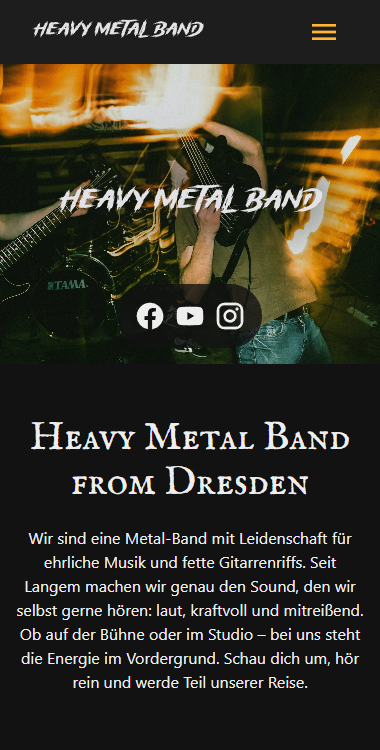 HEAVY METAL BAND
HEAVY METAL BAND
TAMA
Heavy Metal Band
from Dresden
Wir sind eine Metal-Band mit Leidenschaft für
ehrliche Musik und fette Gitarrenriffs. Seit
Langem machen wir genau den Sound, den wir
selbst gerne hören: laut, kraftvoll und mitreißend.
Ob auf der Bühne oder im Studio – bei uns steht
die Energie im Vordergrund. Schau dich um, hör
rein und werde Teil unserer Reise.